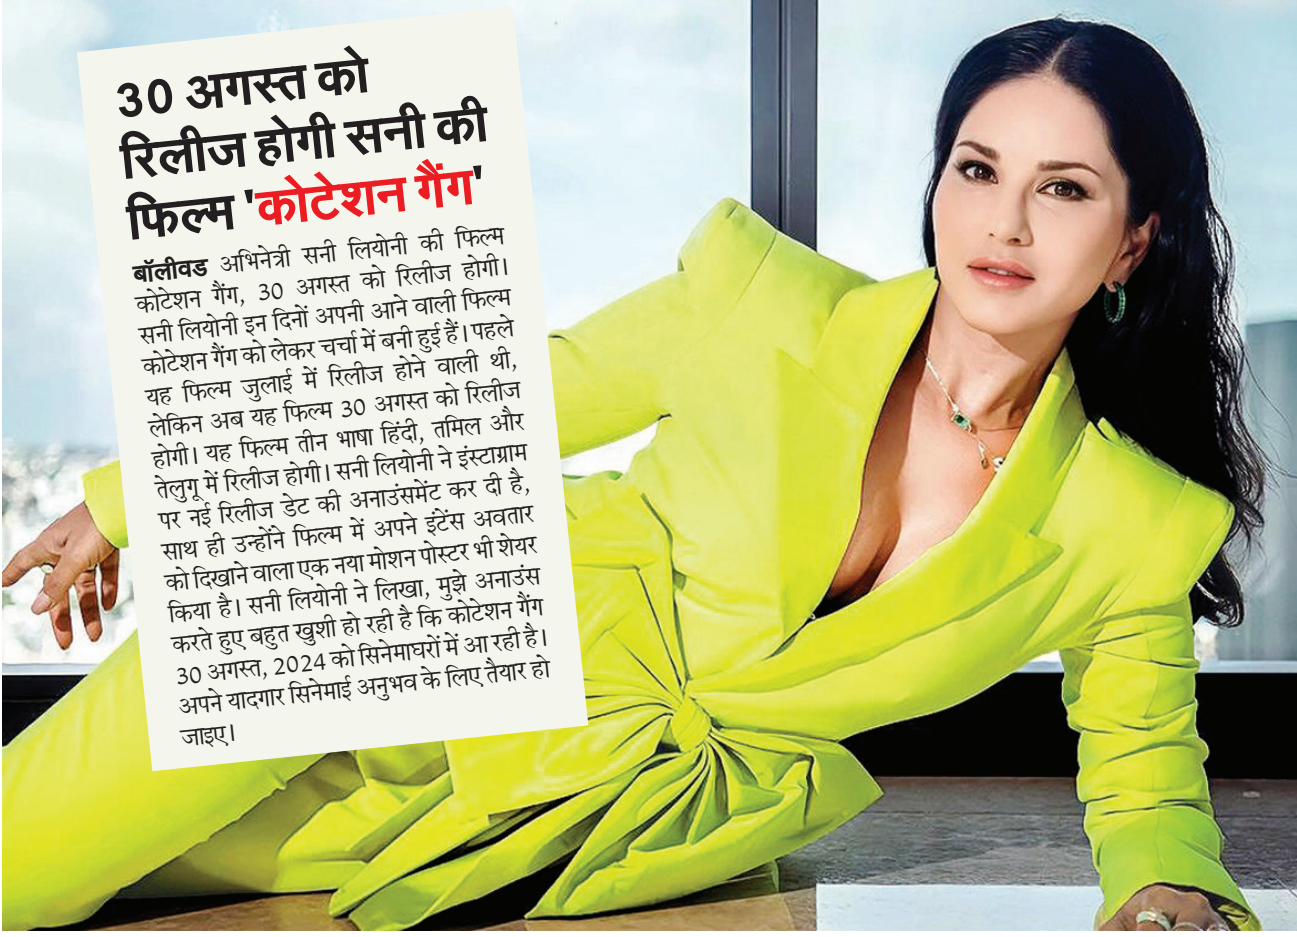 30 अगस्त को
रिलीज होगी सनी की
फिल्म 'कोटेशन गैंग'
बॉलीवड अभिनेत्री सनी लियोनी की फिल्म
कोटेशन गैंग, 30 अगस्त को रिलीज होगी।
सनी लियोनी इन दिनों अपनी आने वाली फिल्म
कोटेशन गैंग को लेकर चर्चा में बनी हुई हैं। पहले
यह फिल्म जुलाई में रिलीज होने वाली थी,
लेकिन अब यह फिल्म 30 अगस्त को रिलीज
होगी। यह फिल्म तीन भाषा हिंदी, तमिल और
तेलुगू में रिलीज होगी। सनी लियोनी ने इंस्टाग्राम
पर नई रिलीज डेट की अनाउंसमेंट कर दी है,
साथ ही उन्होंने फिल्म में अपने इंटेंस अवतार
को दिखाने वाला एक नया मोशन पोस्टर भी शेयर
किया है। सनी लियोनी ने लिखा, मुझे अनाउंस
करते हुए बहुत खुशी हो रही है कि कोटेशन गैंग
30 अगस्त, 2024 को सिनेमाघरों में आ रही है।
अपने यादगार सिनेमाई अनुभव के लिए तैयार हो
जाइए।